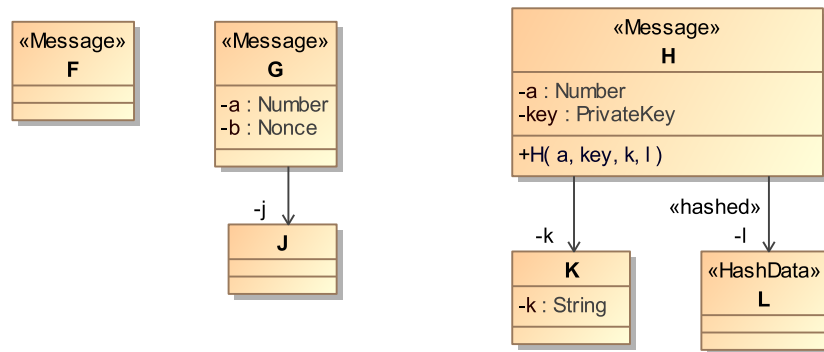 «Message»
F
«Message»
G
-a : Number
-b : Nonce
-j
J
«Message»
H
-a : Number
-key : PrivateKey
+H( a, key, k, l )
«hashed»
-k
-l
K
-k : String
«HashData»
L